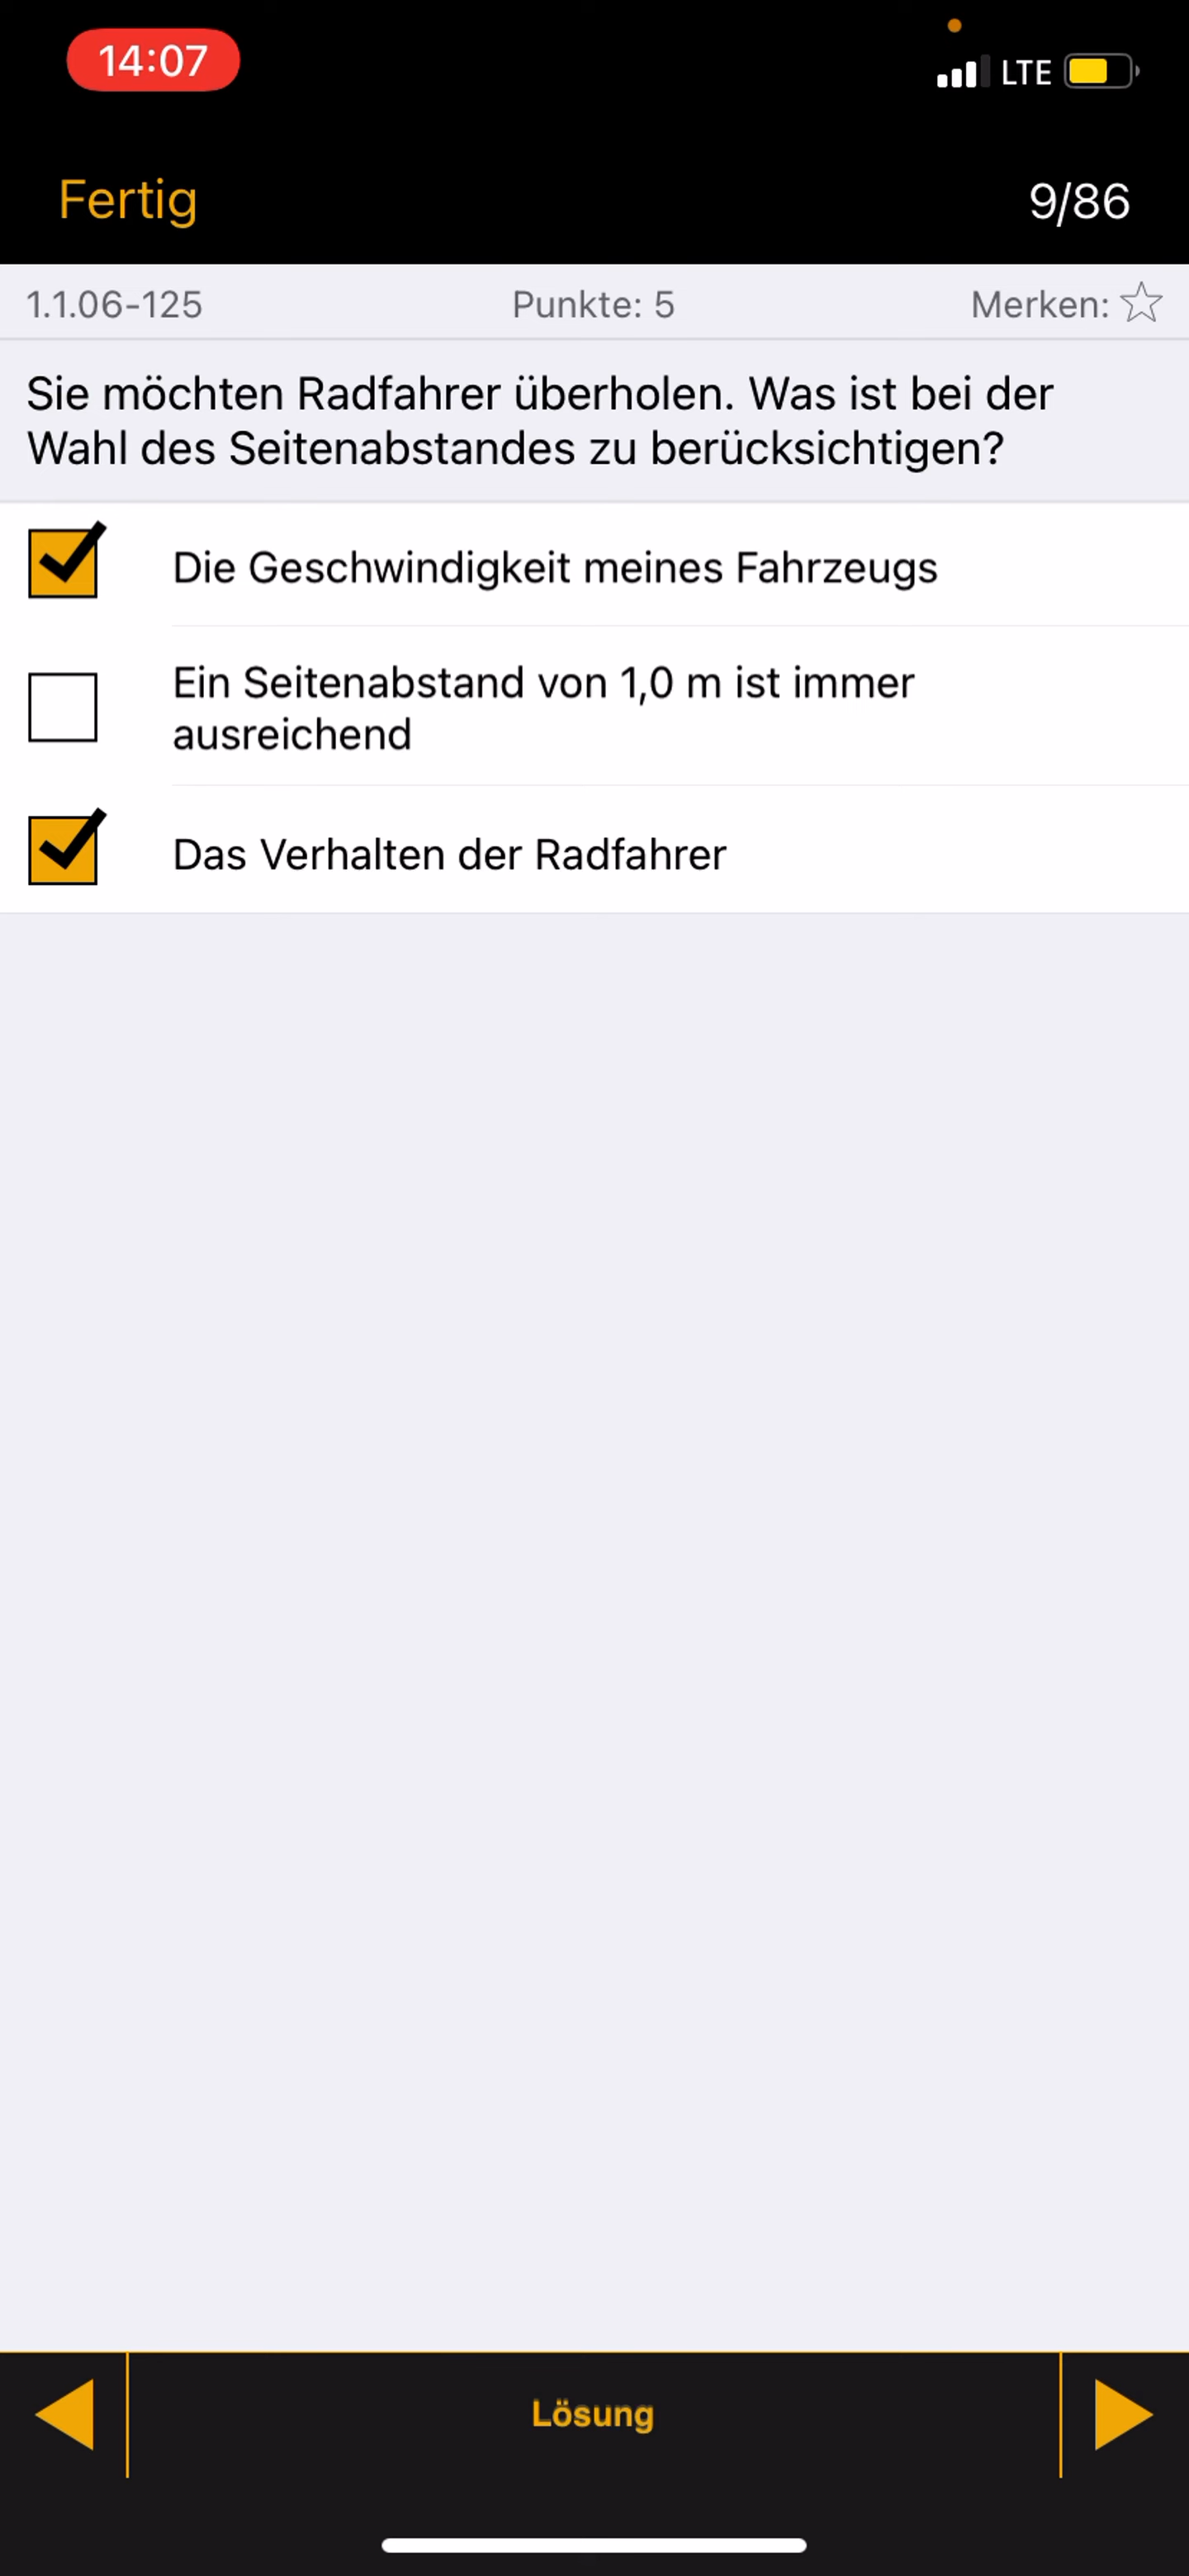 14:07
LTE
Fertig
9/86
1.1.06-125
Punkte: 5
Merken:
Sie möchten Radfahrer überholen. Was ist bei der
Wahl des Seitenabstandes zu berücksichtigen?
Die Geschwindigkeit meines Fahrzeugs
Ein Seitenabstand von 1,0 m ist immer
ausreichend
Das Verhalten der Radfahrer
Lösung